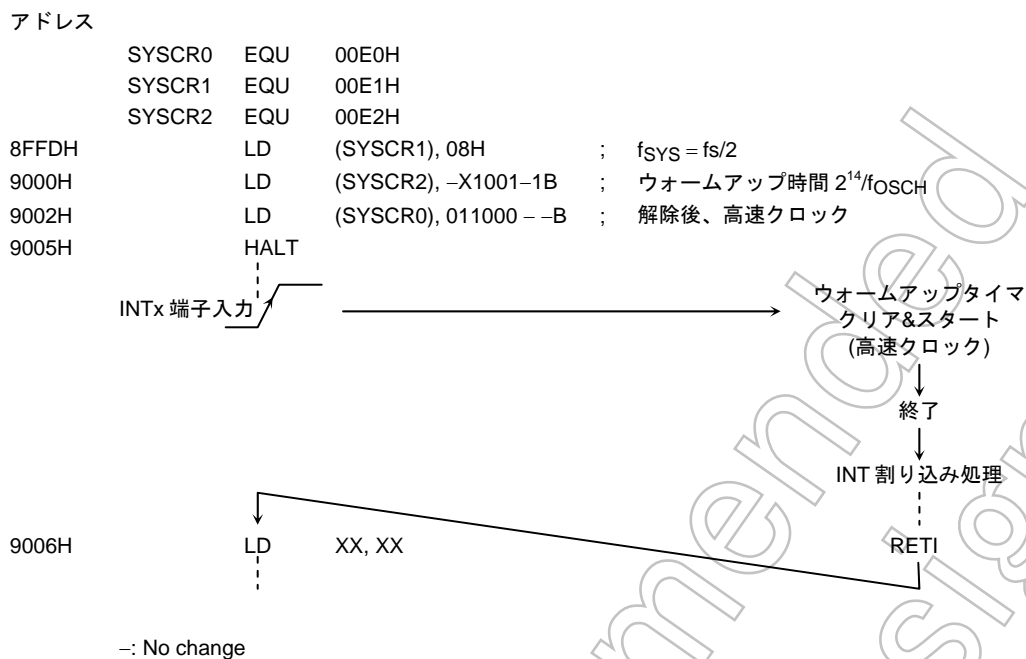 アドレス
SYSCR0 EQU 00E0H
SYSCR1 EQU 00E1H
SYSCR2 EQU 00E2H
8FFDH LD (SYSCR1), 08H ; fSYS = fs/2
9000H LD (SYSCR2), −X1001−1B ; ウォームアップ時間 2^14/fOSCH
9002H LD (SYSCR0), 011000 − −B ; 解除後、高速クロック
9005H HALT
INTx 端子入力
ウォームアップタイマ
クリア&スタート
(高速クロック)
終了
INT 割り込み処理
9006H LD XX, XX RETI
−: No change